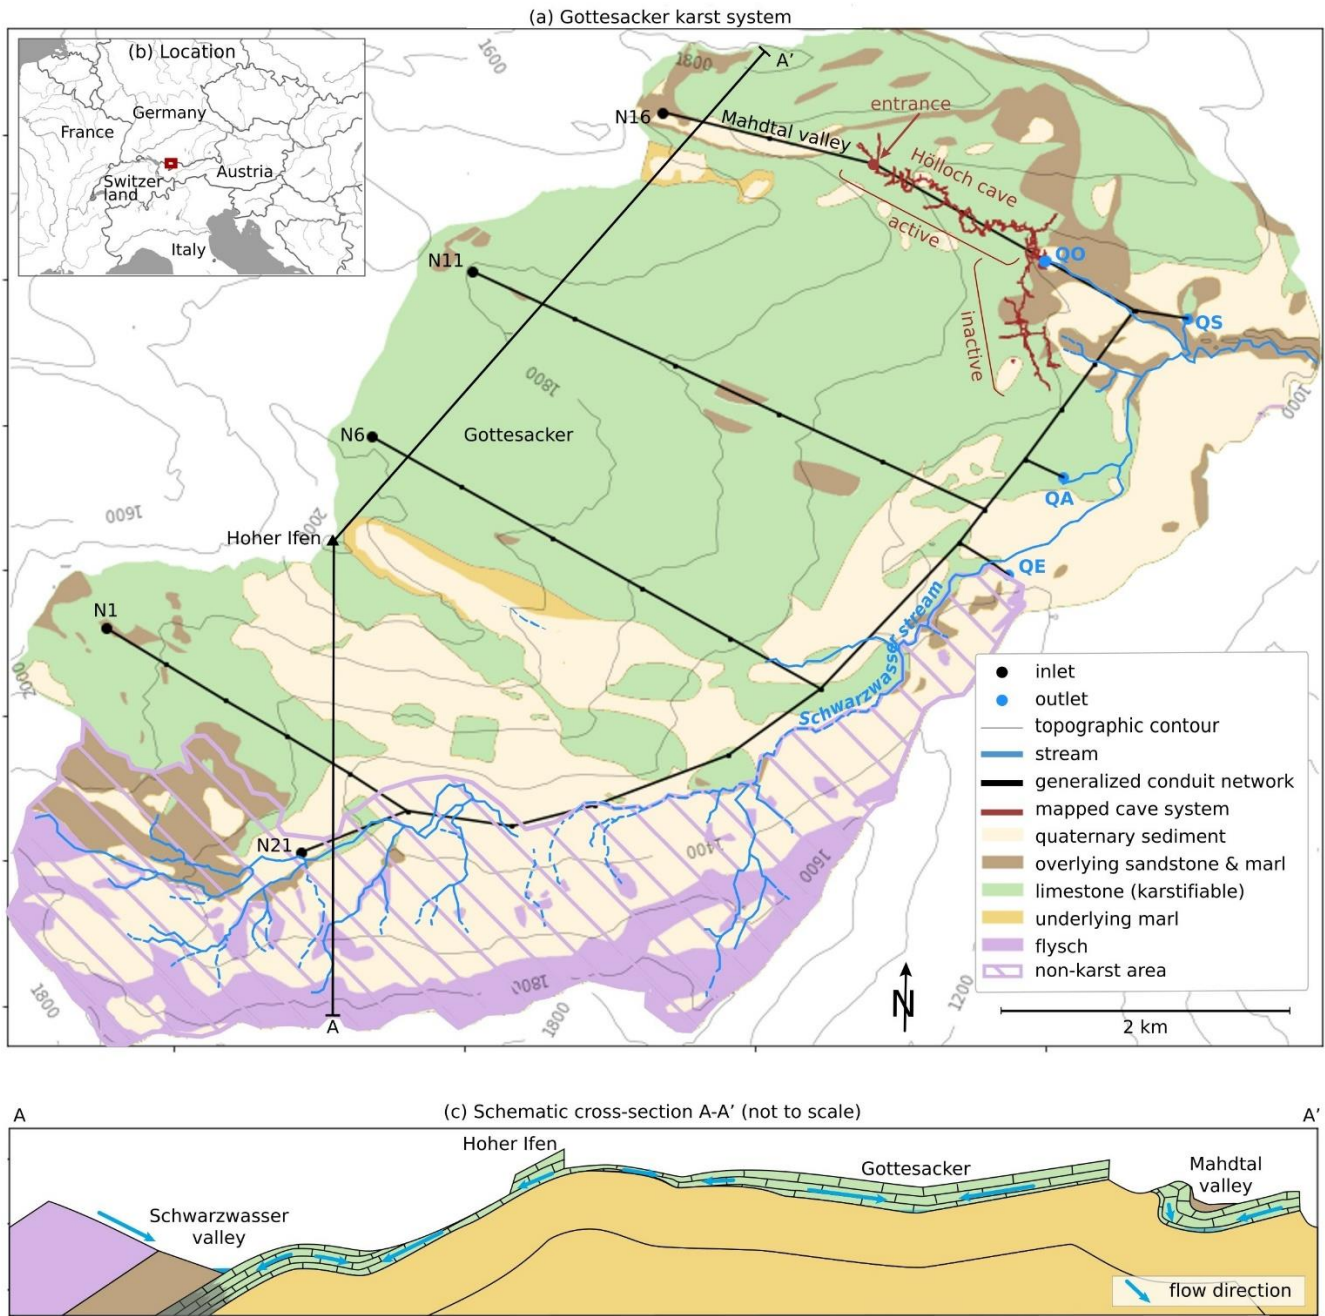 (a) Gottesacker karst system
(b) Location
Germany
France
Switzer
land
Austria
Italy
1600
1800
A'
N16
Mahdtal valley
entrance
Hölloch cave
active
inactive
QO
QS
N11
1800
1000
N6
Gottesacker
QA
1600
2000
Hoher Ifen
QE
N1
2000
Schwarzwasser stream
N21
1400
1600
1800
1800
1800
1200
A
N
inlet
outlet
topographic contour
stream
generalized conduit network
mapped cave system
quaternary sediment
overlying sandstone & marl
limestone (karstifiable)
underlying marl
flysch
non-karst area
2 km
A
(c) Schematic cross-section A-A’ (not to scale)
A’
Hoher Ifen
Gottesacker
Mahdtal
valley
Schwarzwasser
valley
flow direction